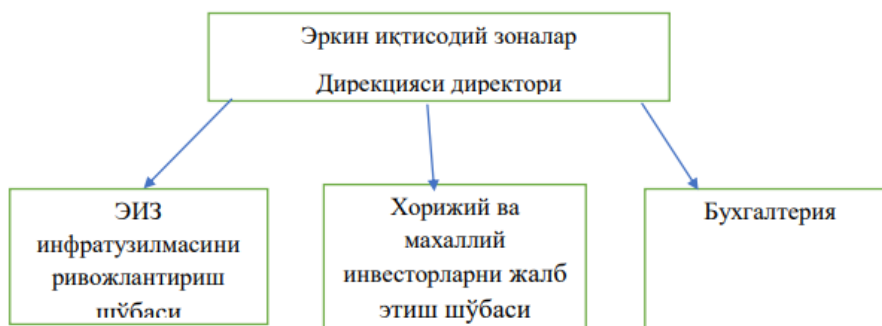 Эркин иқтисодий зоналар
Дирекцияси директори
ЭИЗ
инфратузилмасини
ривожлантириш
шўбаси
Хорижий ва
махаллий
инвесторларни жалб
этиш шўбаси
Бухгалтерия